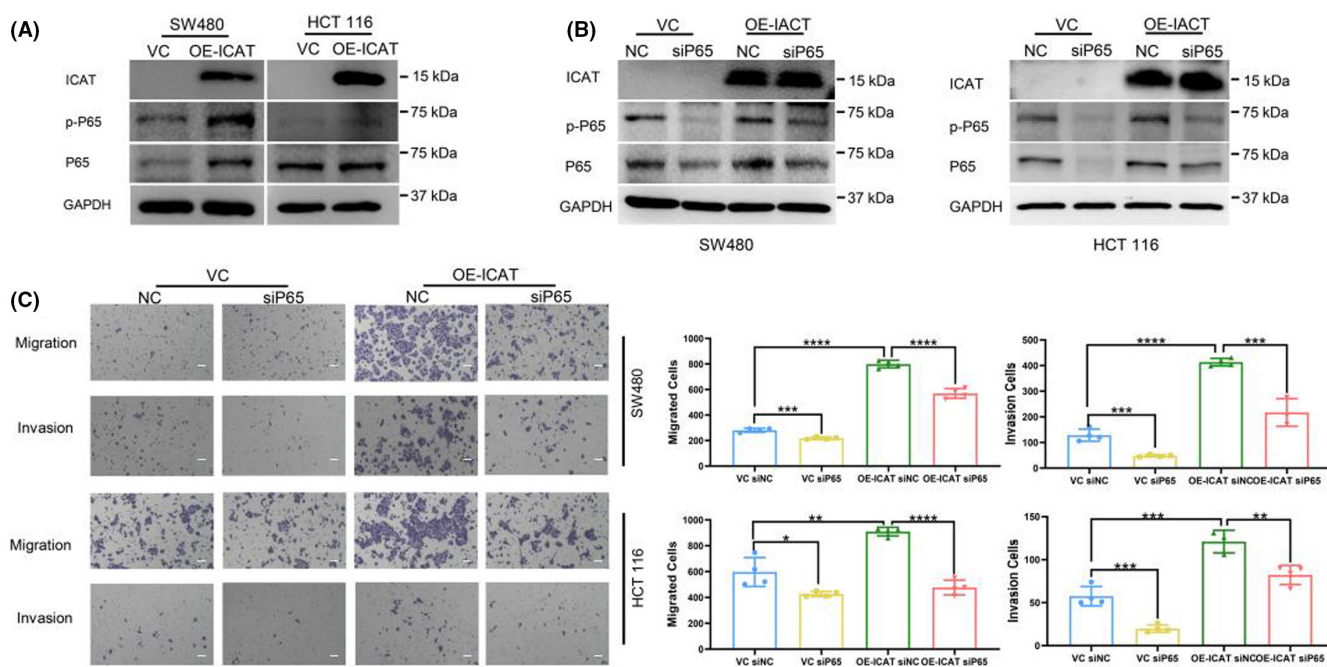 (A)
SW480 HCT 116
VC OE-ICAT VC OE-ICAT
ICAT 15 kDa
p-P65 75 kDa
P65 75 kDa
GAPDH 37 kDa
(B)
VC OE-IACT
NC siP65 NC siP65
ICAT 15 kDa
p-P65 75 kDa
P65 75 kDa
GAPDH 37 kDa
SW480
VC OE-IACT
NC siP65 NC siP65
ICAT 15 kDa
p-P65 75 kDa
P65 75 kDa
GAPDH 37 kDa
HCT 116
(C)
VC OE-ICAT
NC siP65 NC siP65
Migration
Invasion
SW480
Migration
Invasion
HCT 116
Migrated Cells
1000
800
600
400
200
0
**** ****
***
VC siNC VC siP65 OE-ICAT siNC OE-ICAT siP65
Invasion Cells
500
400
300
200
100
0
**** ***
***
VC siNC VC siP65 OE-ICAT siNC OE-ICAT siP65
Migrated Cells
1000
800
600
400
200
0
** ****
*
VC siNC VC siP65 OE-ICAT siNC OE-ICAT siP65
Invasion Cells
150
100
50
0
*** **
***
VC siNC VC siP65 OE-ICAT siNC OE-ICAT siP65